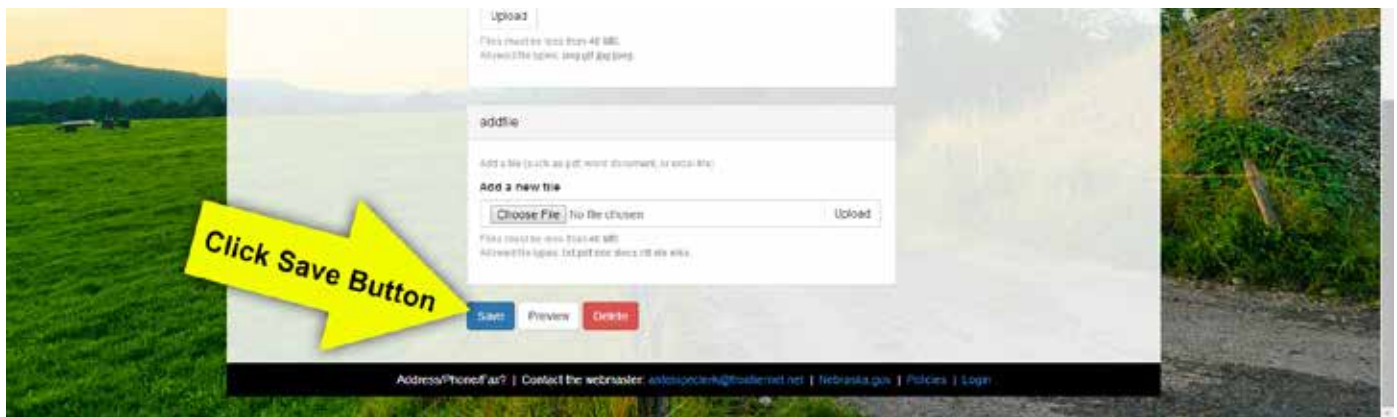 Upload
Files must be less than 40 MB.
Allowed file types: png gif jpg jpeg.
addfile
Add a file (such as pdf, word document, or excel file)
Add a new file
Choose File No file chosen Upload
Files must be less than 40 MB.
Allowed file types: txt pdf doc docx rtf xls xlsx.
Click Save Button
Save Preview Delete
Address/Phone/Fax? | Contact the webmaster: | Nebraska.gov | Policies | Login